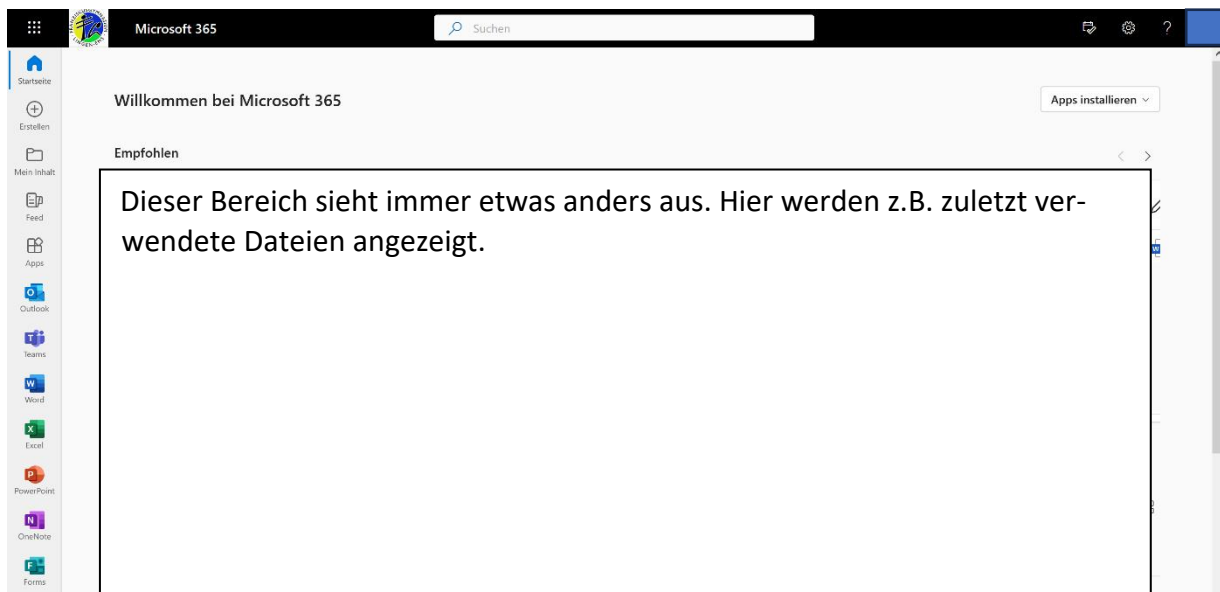 Microsoft 365
Suchen
?
Startseite
Erstellen
Mein Inhalt
Feed
Apps
Outlook
Teams
Word
Excel
PowerPoint
OneNote
Forms
Willkommen bei Microsoft 365
Apps installieren
Empfohlen
Dieser Bereich sieht immer etwas anders aus. Hier werden z.B. zuletzt ver-
wendete Dateien angezeigt.